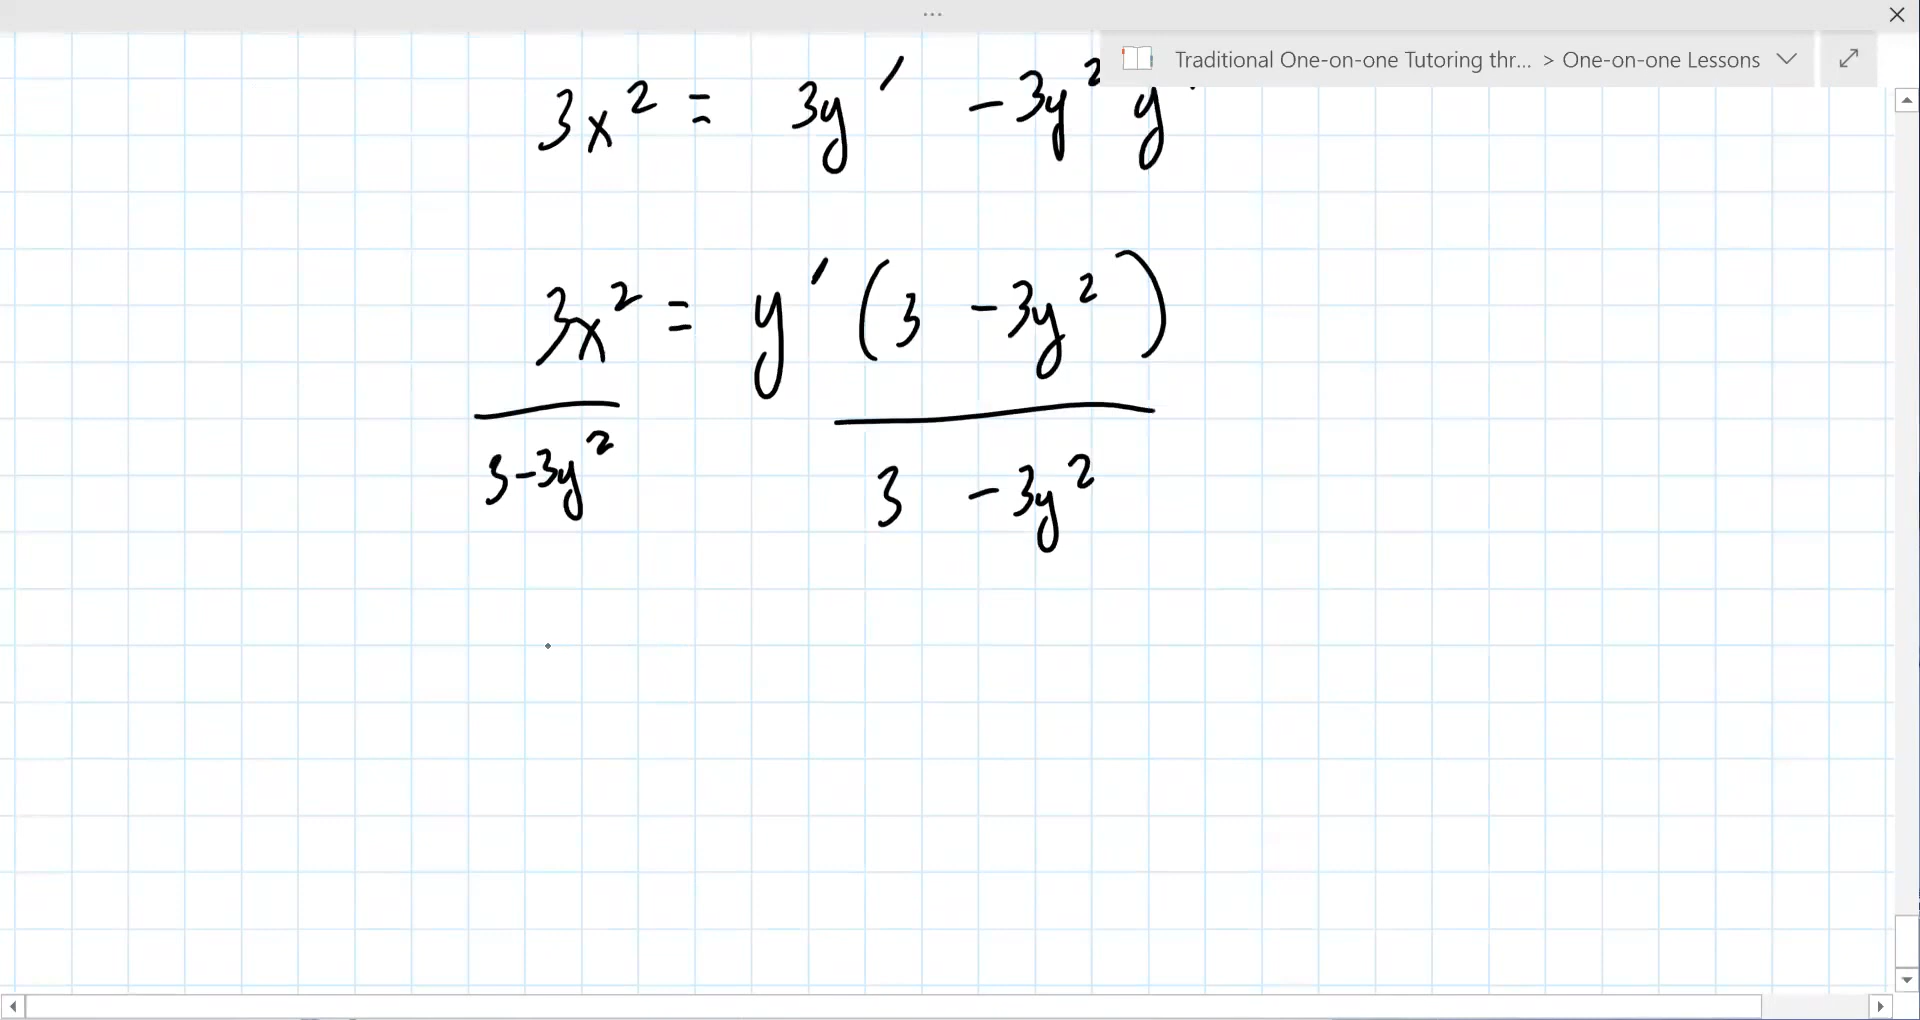 Traditional One-on-one Tutoring thr... > One-on-one Lessons
3x² = 3y′ −3y² y′
3x² = y′ (3 −3y²)
3−3y² 3 −3y²